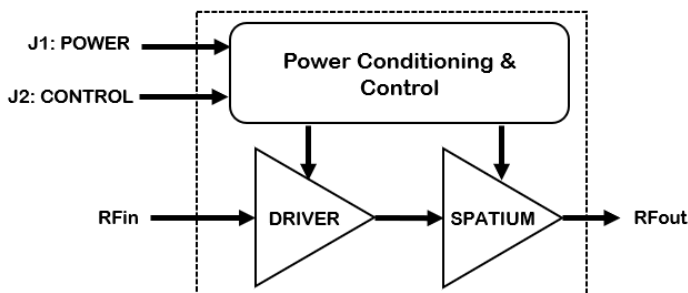 J1: POWER
Power Conditioning &
Control
J2: CONTROL
RFin
DRIVER
SPATIUM
RFout